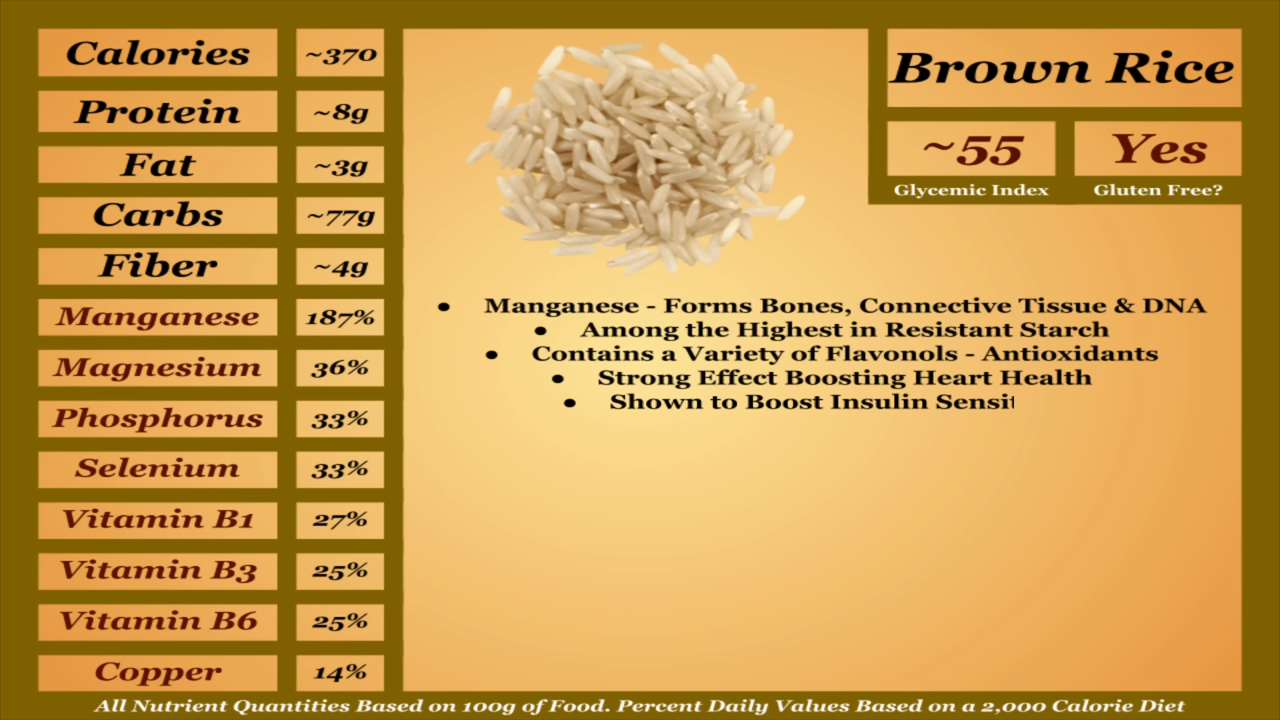 Calories ~370
Protein ~8g
Fat ~3g
Carbs ~77g
Fiber ~4g
Manganese 187%
Magnesium 36%
Phosphorus 33%
Selenium 33%
Vitamin B1 27%
Vitamin B3 25%
Vitamin B6 25%
Copper 14%
Brown Rice
~55 Yes
Glycemic Index Gluten Free?
● Manganese - Forms Bones, Connective Tissue & DNA
● Among the Highest in Resistant Starch
● Contains a Variety of Flavonols - Antioxidants
● Strong Effect Boosting Heart Health
● Shown to Boost Insulin Sensit
All Nutrient Quantities Based on 100g of Food. Percent Daily Values Based on a 2,000 Calorie Diet